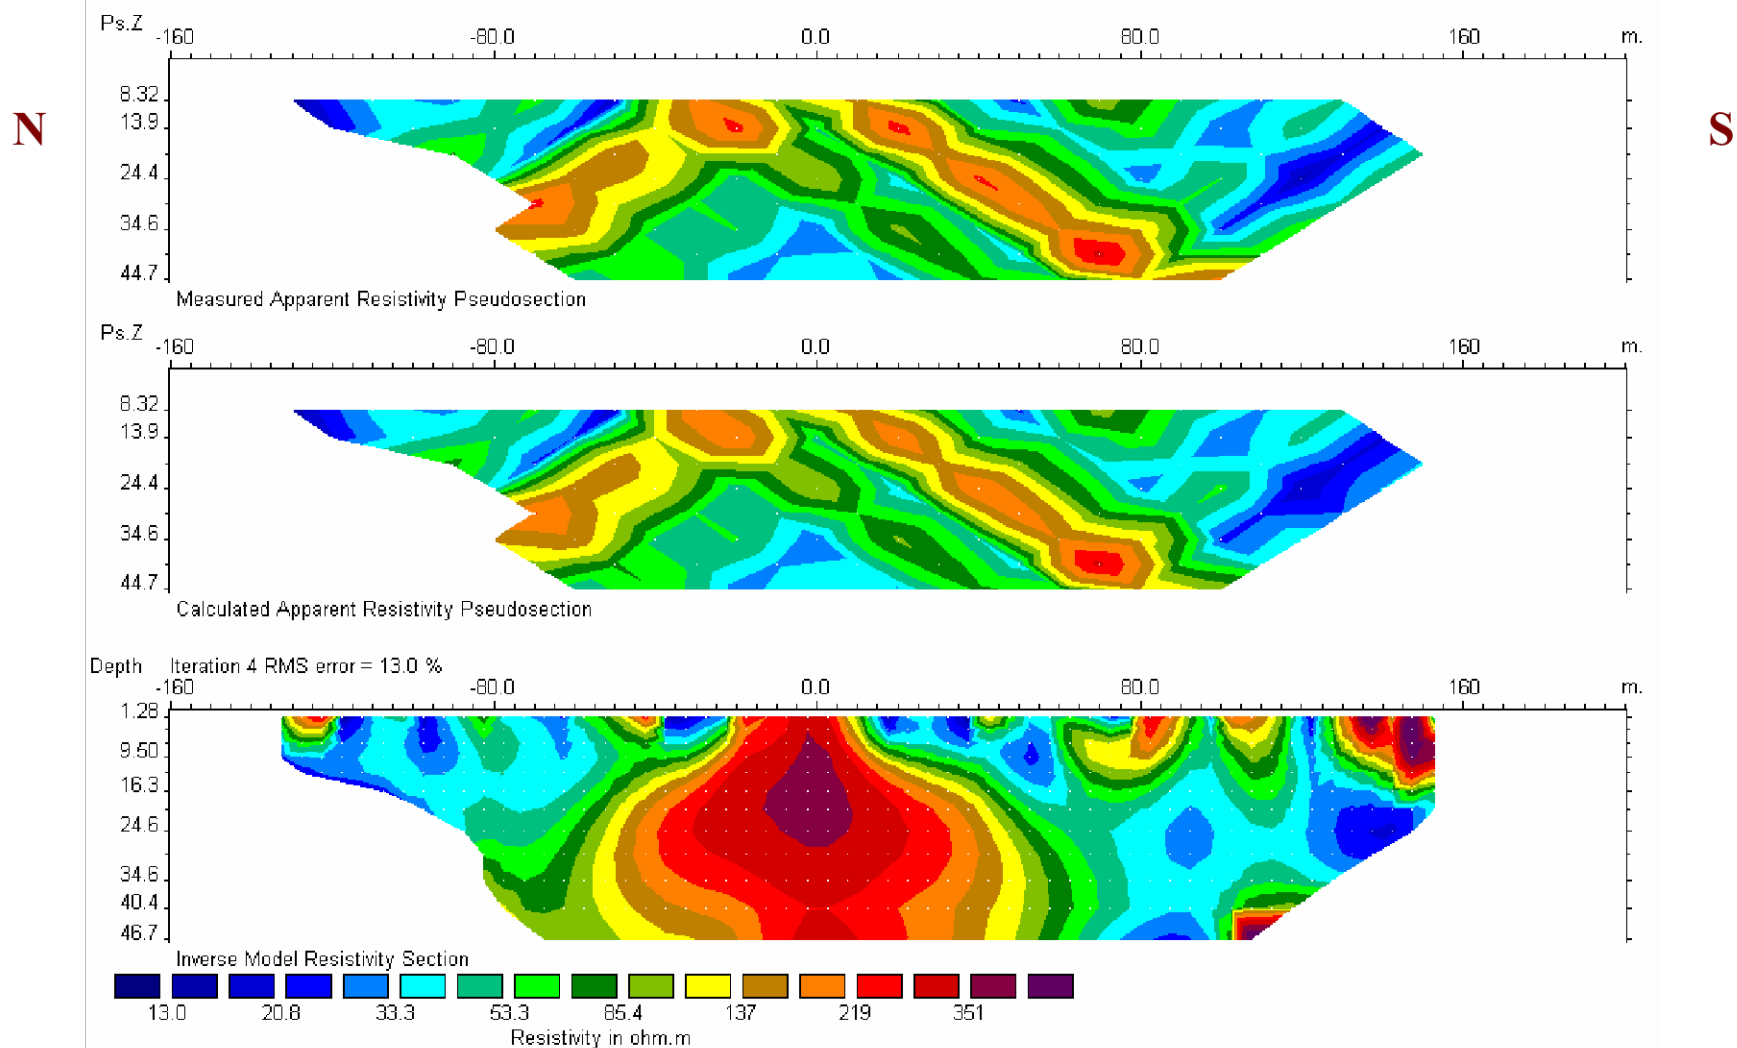 Ps.Z -160 -80.0 0.0 80.0 160 m.
8.32
N 13.9 S
24.4
34.6
44.7
Measured Apparent Resistivity Pseudosection
Ps.Z -160 -80.0 0.0 80.0 160 m.
8.32
13.9
24.4
34.6
44.7
Calculated Apparent Resistivity Pseudosection
Depth Iteration 4 RMS error = 13.0 %
-160 -80.0 0.0 80.0 160 m.
1.28
9.50
16.3
24.6
34.6
40.4
46.7
Inverse Model Resistivity Section
13.0 20.8 33.3 53.3 85.4 137 219 351
Resistivity in ohm.m